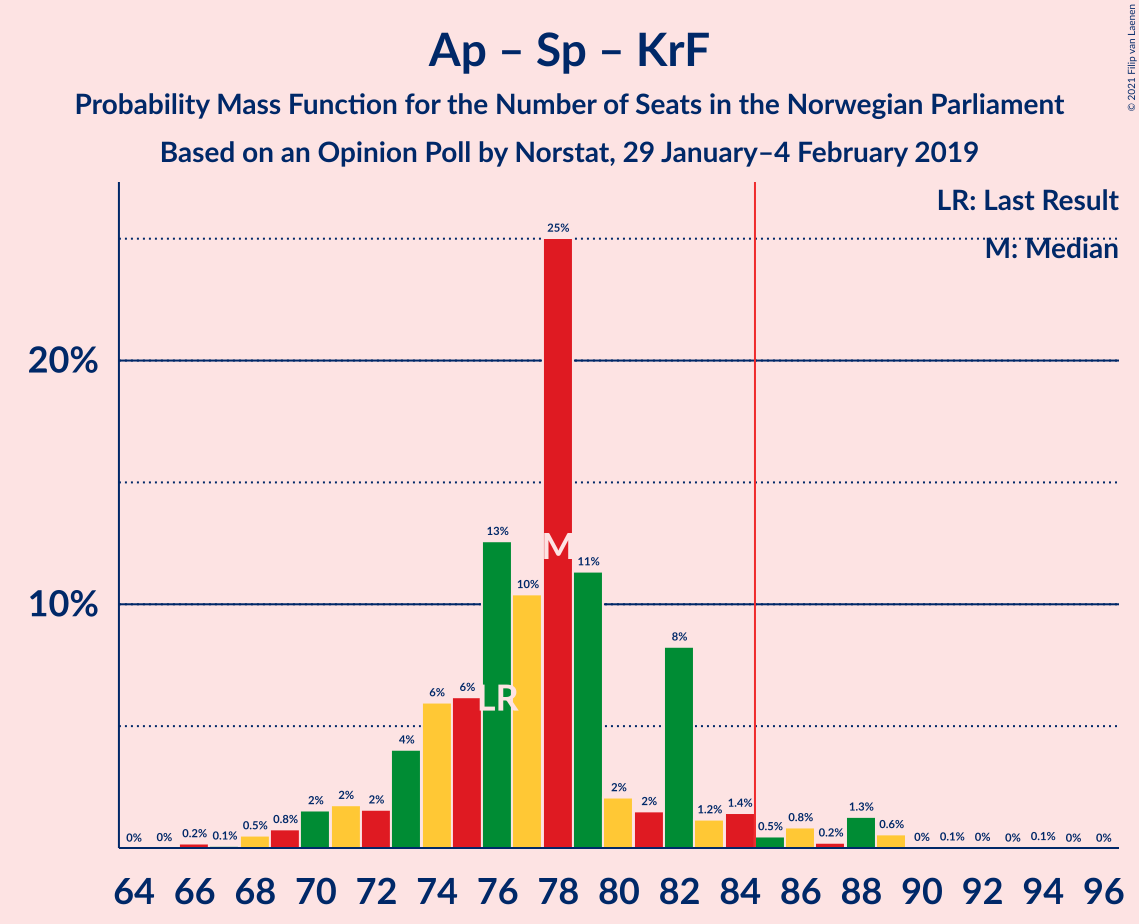 Ap – Sp – KrF
Probability Mass Function for the Number of Seats in the Norwegian Parliament
Based on an Opinion Poll by Norstat, 29 January–4 February 2019
© 2021 Filip van Laenen
LR: Last Result
M: Median
20%
10%
0% 0% 0.2% 0.1% 0.5% 0.8% 2% 2% 2% 4% 6% 6% 13% 10% 25% 11% 2% 2% 8% 1.2% 1.4% 0.5% 0.8% 0.2% 1.3% 0.6% 0% 0.1% 0% 0% 0.1% 0% 0%
LR
M
64 66 68 70 72 74 76 78 80 82 84 86 88 90 92 94 96